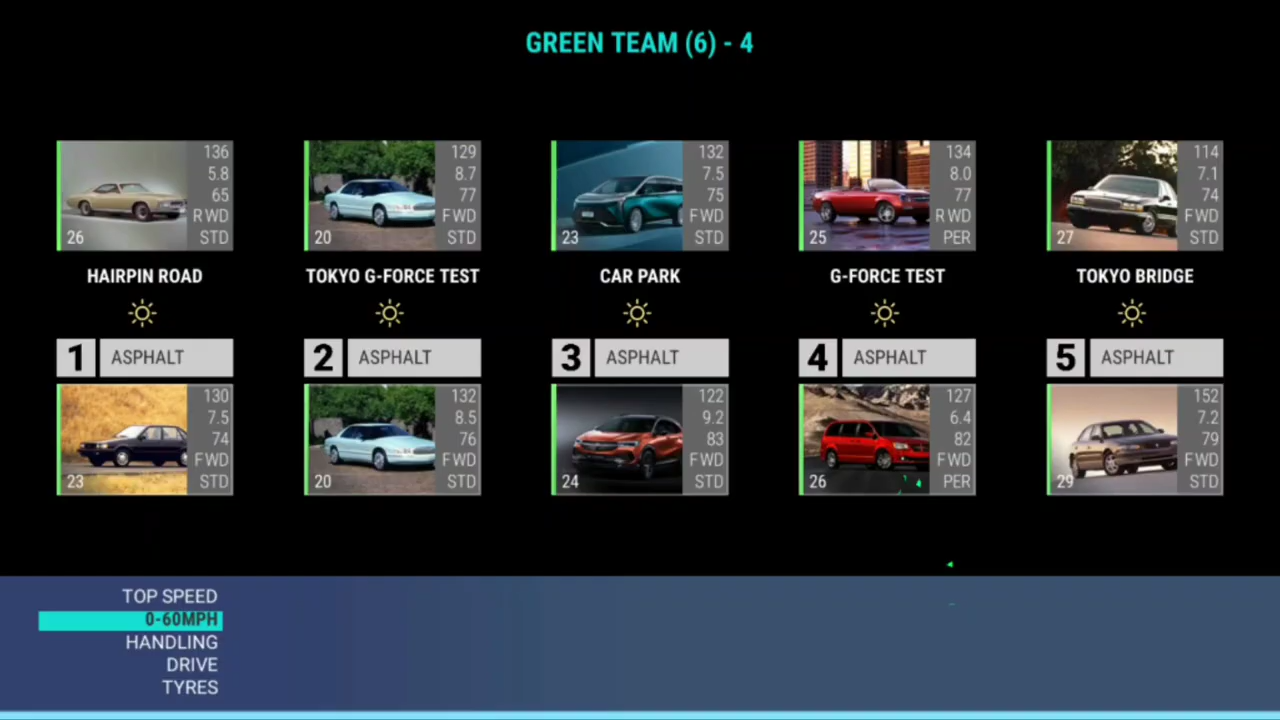 GREEN TEAM (6) - 4
136
5.8
65
RWD
26 STD
129
8.7
77
FWD
20 STD
132
7.5
75
FWD
23 STD
134
8.0
77
RWD
25 PER
114
7.1
74
FWD
27 STD
HAIRPIN ROAD
TOKYO G-FORCE TEST
CAR PARK
G-FORCE TEST
TOKYO BRIDGE
1 ASPHALT
2 ASPHALT
3 ASPHALT
4 ASPHALT
5 ASPHALT
130
7.5
74
FWD
23 STD
132
8.5
76
FWD
20 STD
122
9.2
83
FWD
24 STD
127
6.4
82
FWD
26 PER
152
7.2
79
FWD
29 STD
TOP SPEED
0-60MPH
HANDLING
DRIVE
TYRES